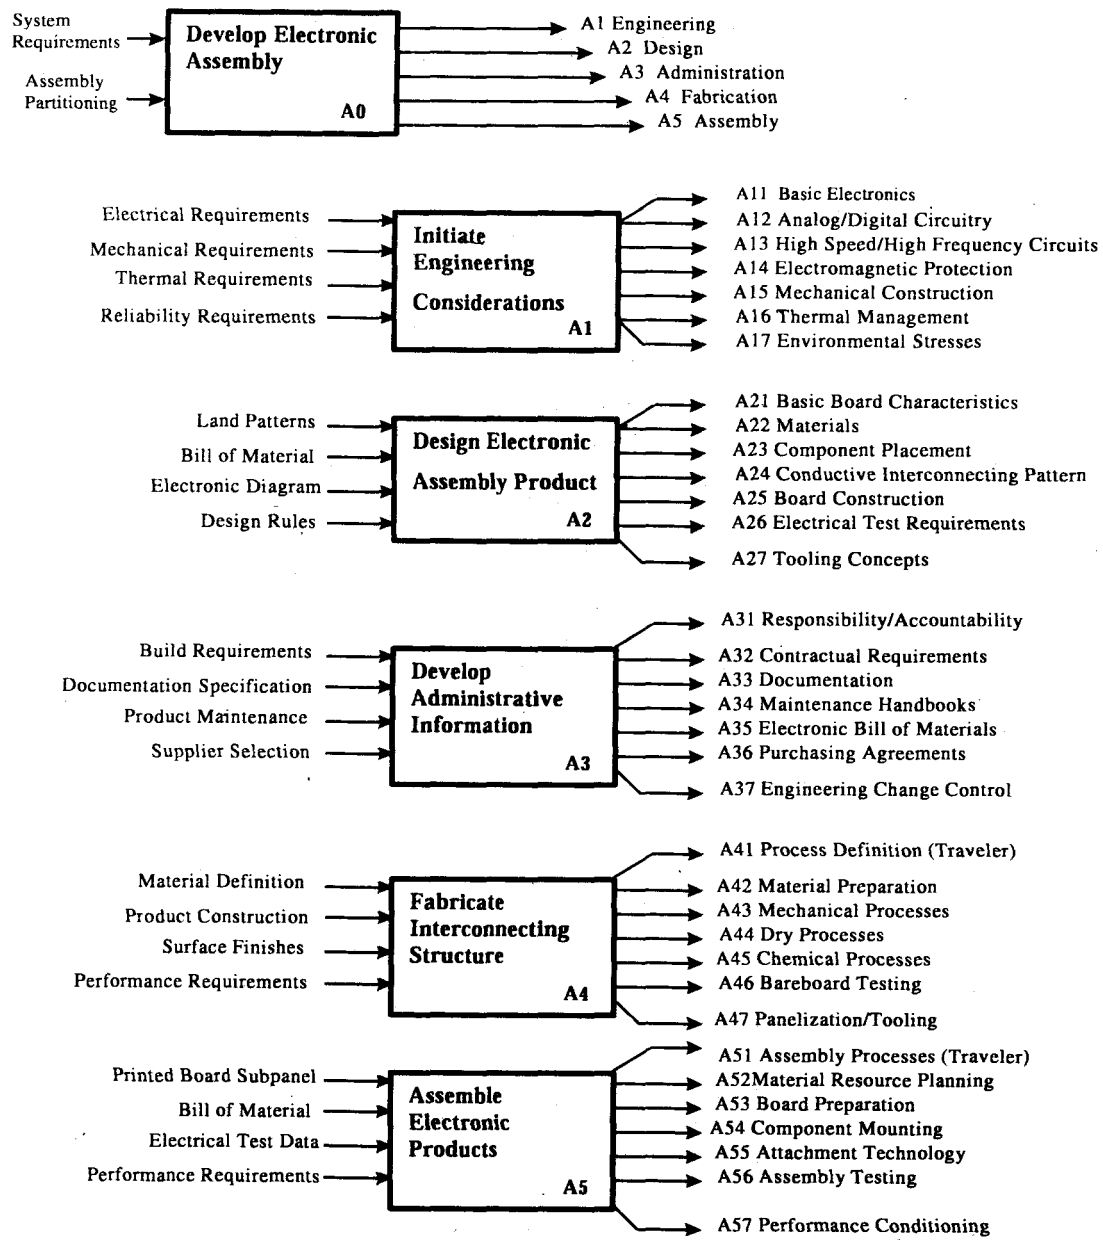 System
Requirements
Assembly
Partitioning
Develop Electronic
Assembly
A0
A1 Engineering
A2 Design
A3 Administration
A4 Fabrication
A5 Assembly
Electrical Requirements
Mechanical Requirements
Thermal Requirements
Reliability Requirements
Initiate
Engineering
Considerations
A1
A11 Basic Electronics
A12 Analog/Digital Circuitry
A13 High Speed/High Frequency Circuits
A14 Electromagnetic Protection
A15 Mechanical Construction
A16 Thermal Management
A17 Environmental Stresses
Land Patterns
Bill of Material
Electronic Diagram
Design Rules
Design Electronic
Assembly Product
A2
A21 Basic Board Characteristics
A22 Materials
A23 Component Placement
A24 Conductive Interconnecting Pattern
A25 Board Construction
A26 Electrical Test Requirements
A27 Tooling Concepts
Build Requirements
Documentation Specification
Product Maintenance
Supplier Selection
Develop
Administrative
Information
A3
A31 Responsibility/Accountability
A32 Contractual Requirements
A33 Documentation
A34 Maintenance Handbooks
A35 Electronic Bill of Materials
A36 Purchasing Agreements
A37 Engineering Change Control
Material Definition
Product Construction
Surface Finishes
Performance Requirements
Fabricate
Interconnecting
Structure
A4
A41 Process Definition (Traveler)
A42 Material Preparation
A43 Mechanical Processes
A44 Dry Processes
A45 Chemical Processes
A46 Bareboard Testing
A47 Panelization/Tooling
Printed Board Subpanel
Bill of Material
Electrical Test Data
Performance Requirements
Assemble
Electronic
Products
A5
A51 Assembly Processes (Traveler)
A52Material Resource Planning
A53 Board Preparation
A54 Component Mounting
A55 Attachment Technology
A56 Assembly Testing
A57 Performance Conditioning